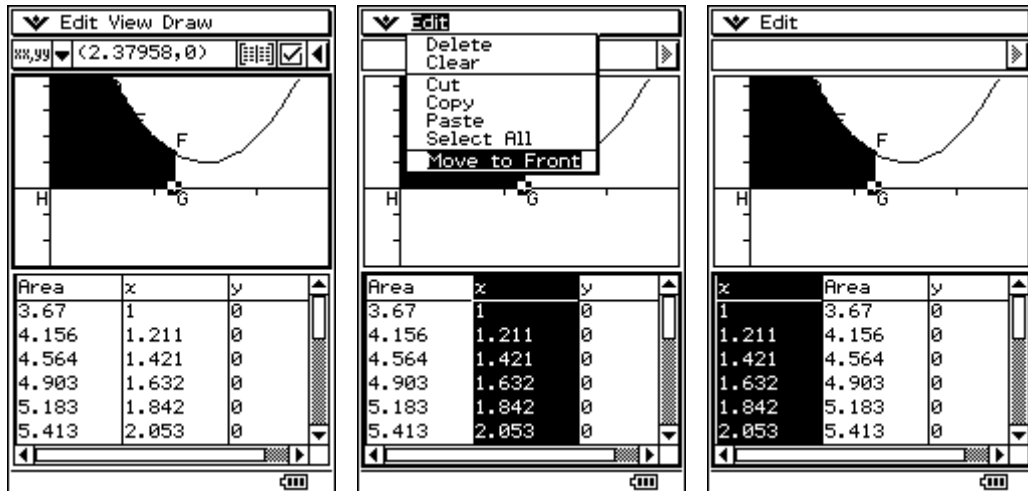 Edit View Draw
xx,yy (2.37958,0)
F
H
G
Area x y
3.67 1 0
4.156 1.211 0
4.564 1.421 0
4.903 1.632 0
5.183 1.842 0
5.413 2.053 0
Edit
Delete
Clear
Cut
Copy
Paste
Select All
Move to Front
H
G
Area x y
3.67 1 0
4.156 1.211 0
4.564 1.421 0
4.903 1.632 0
5.183 1.842 0
5.413 2.053 0
Edit
F
H
G
x Area y
1 3.67 0
1.211 4.156 0
1.421 4.564 0
1.632 4.903 0
1.842 5.183 0
2.053 5.413 0